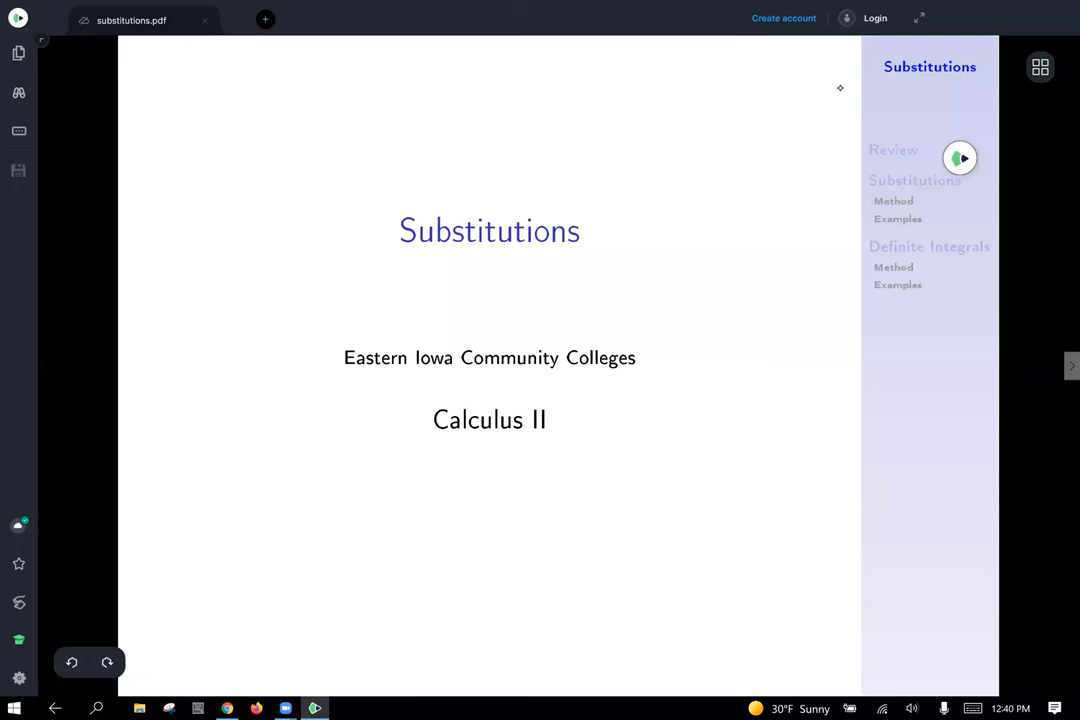 substitutions.pdf
Create account
Login
Substitutions
Review
Substitutions
Method
Examples
Definite Integrals
Method
Examples
Substitutions
Eastern Iowa Community Colleges
Calculus II
30°F Sunny
12:40 PM